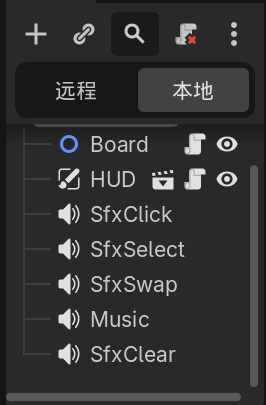 远程 本地
Board
HUD
SfxClick
SfxSelect
SfxSwap
Music
SfxClear